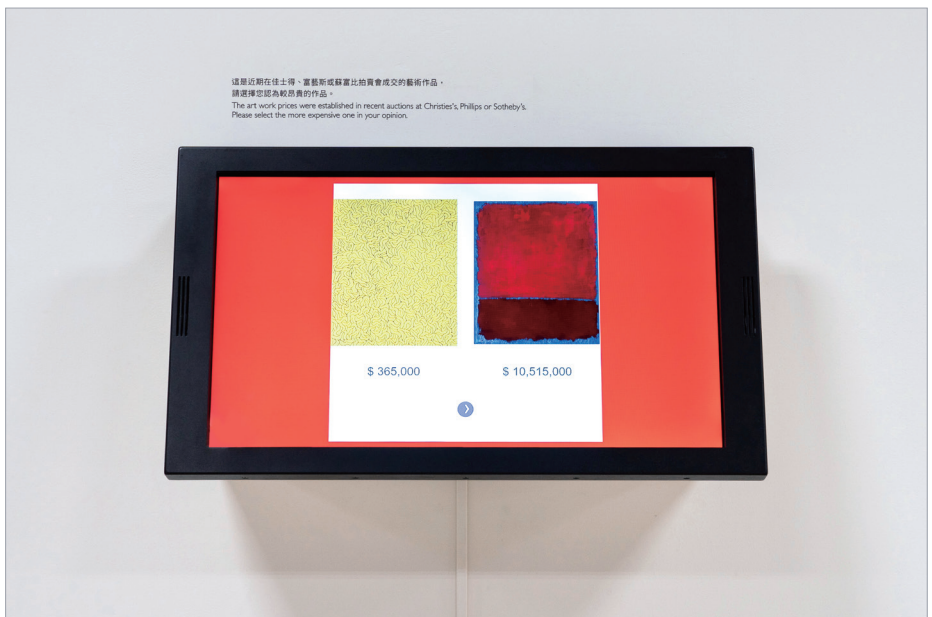 這是近期在佳士得、富藝斯或蘇富比拍賣會成交的藝術作品，
請選擇您認為較昂貴的作品。
The art work prices were established in recent auctions at Christies's, Phillips or Sotheby's.
Please select the more expensive one in your opinion.
$ 365,000
$ 10,515,000